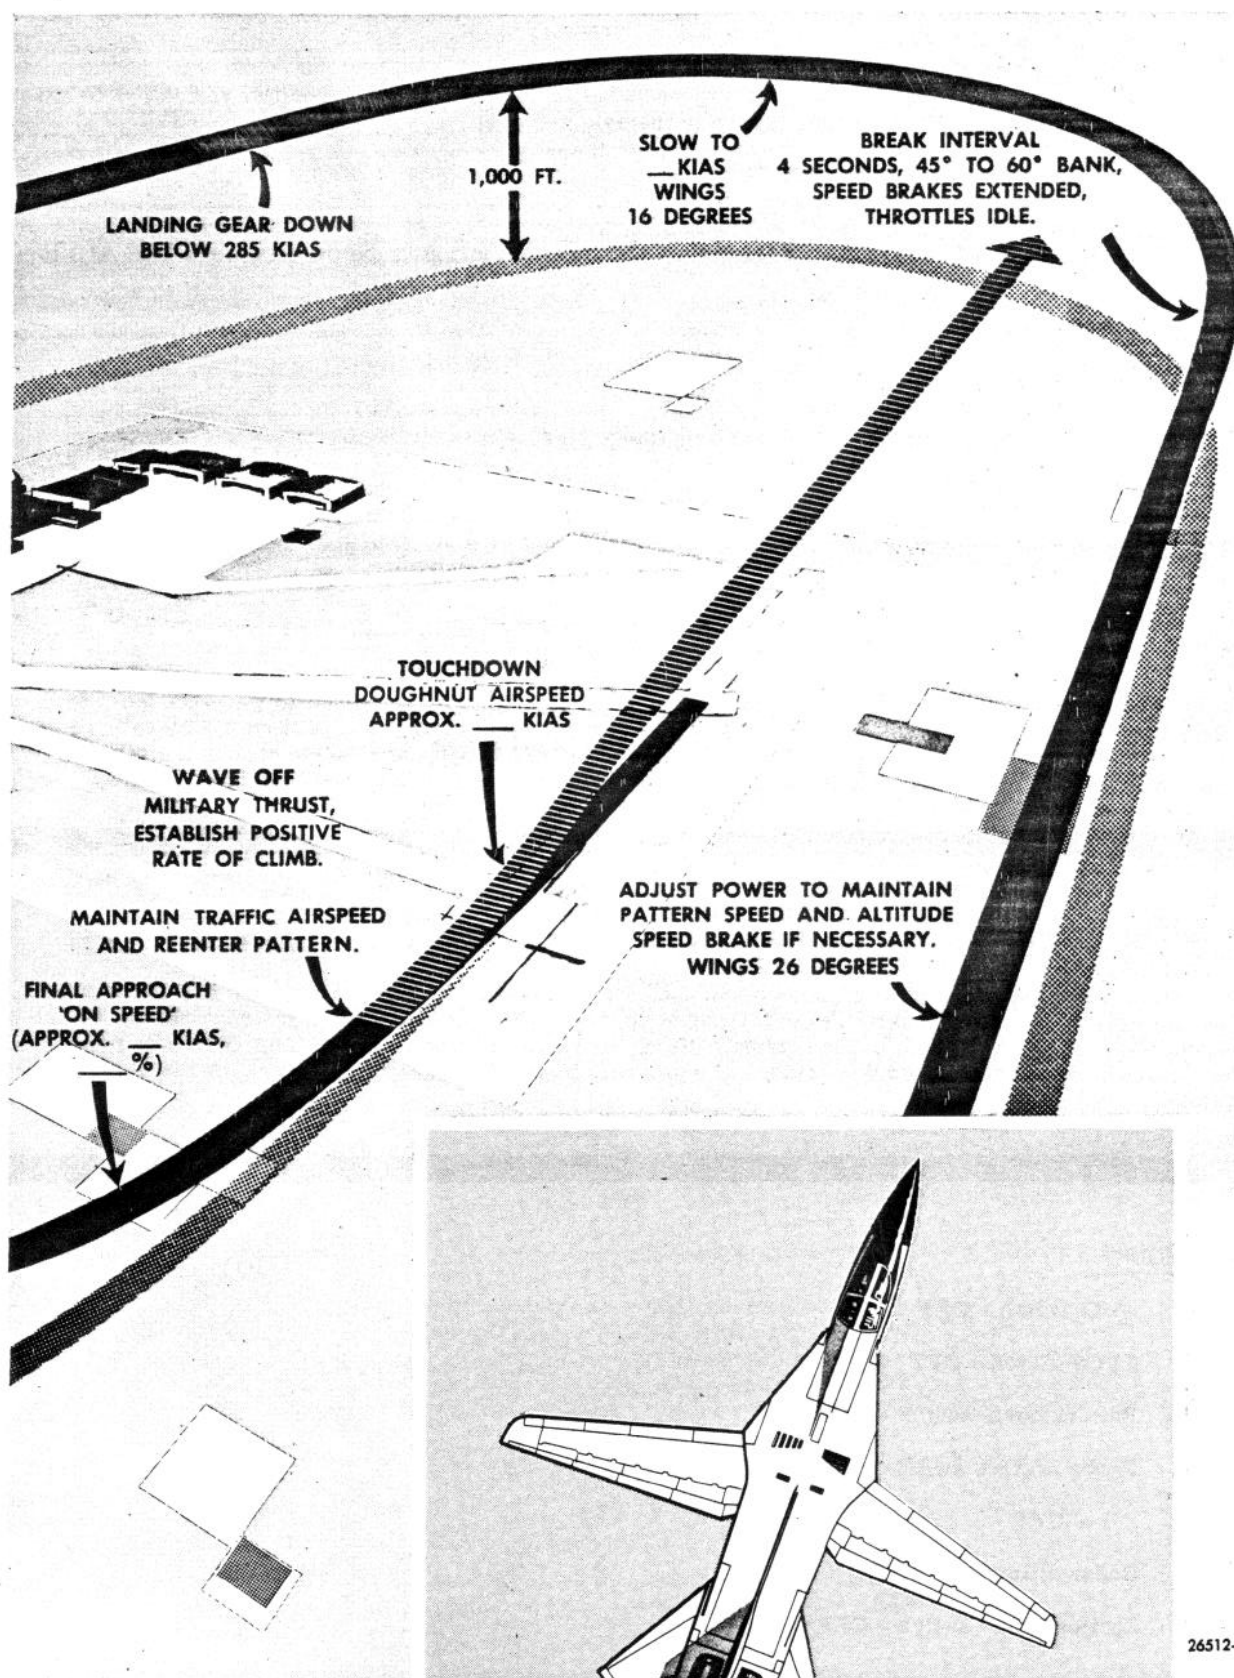 SLOW TO
__ KIAS
WINGS
16 DEGREES
BREAK INTERVAL
4 SECONDS, 45° TO 60° BANK,
SPEED BRAKES EXTENDED,
THROTTLES IDLE.
1,000 FT.
LANDING GEAR DOWN
BELOW 285 KIAS
TOUCHDOWN
DOUGHNUT AIRSPEED
APPROX. ___ KIAS
WAVE OFF
MILITARY THRUST,
ESTABLISH POSITIVE
RATE OF CLIMB.
MAINTAIN TRAFFIC AIRSPEED
AND REENTER PATTERN.
ADJUST POWER TO MAINTAIN
PATTERN SPEED AND ALTITUDE
SPEED BRAKE IF NECESSARY.
WINGS 26 DEGREES
FINAL APPROACH
'ON SPEED'
(APPROX. ___ KIAS,
____ %)
26512-